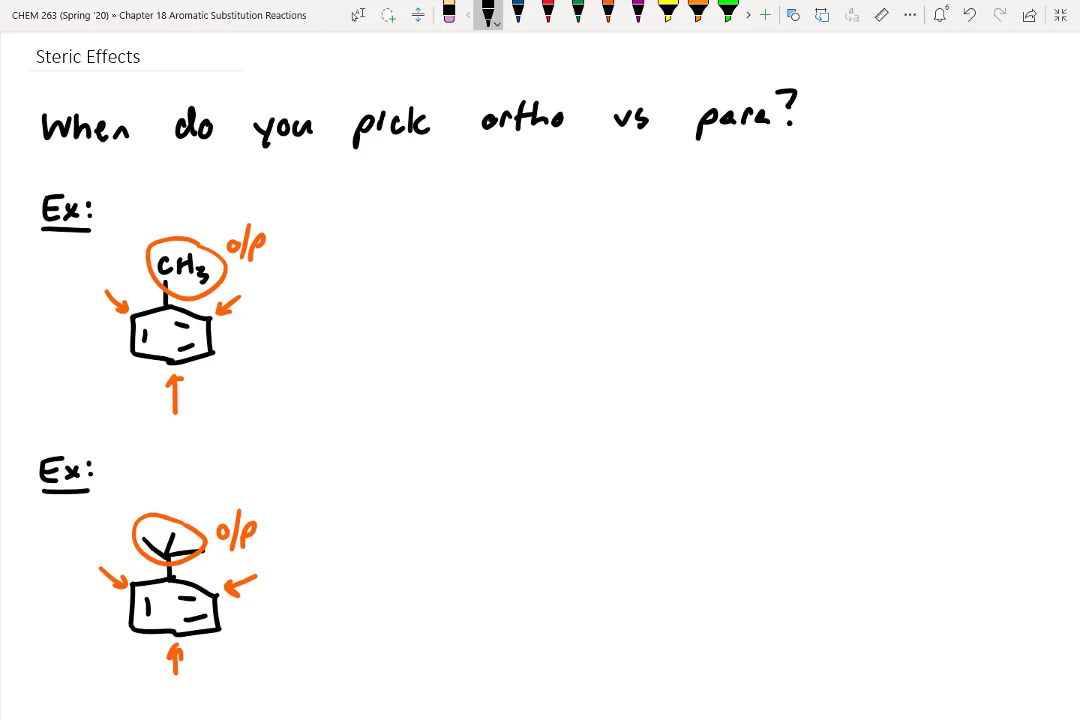 CHEM 263 (Spring '20) » Chapter 18 Aromatic Substitution Reactions
6
Steric Effects
When do you pick ortho vs para?
Ex:
o/p
CH3
Ex:
o/p